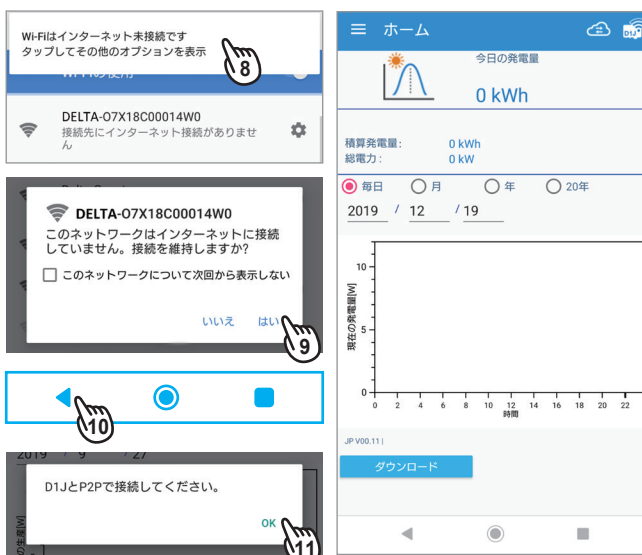 Wi-Fiはインターネット未接続です
タップしてその他のオプションを表示
8
DELTA-07X18C00014W0
接続先にインターネット接続がありませ
ん
DELTA-07X18C00014W0
このネットワークはインターネットに接続
していません。接続を維持しますか?
このネットワークについて次回から表示しない
いいえ はい
9
10
2019 / 9 / 27
D1JとP2Pで接続してください。
OK
11
ホーム
D1J
今日の発電量
0 kWh
積算発電量: 0 kWh
総電力: 0 kW
毎日 月 年 20年
2019 / 12 / 19
現在の発電量[W]
10
5
0
0 2 4 6 8 10 12 14 16 18 20 22
時間
JP V00.11 |
ダウンロード